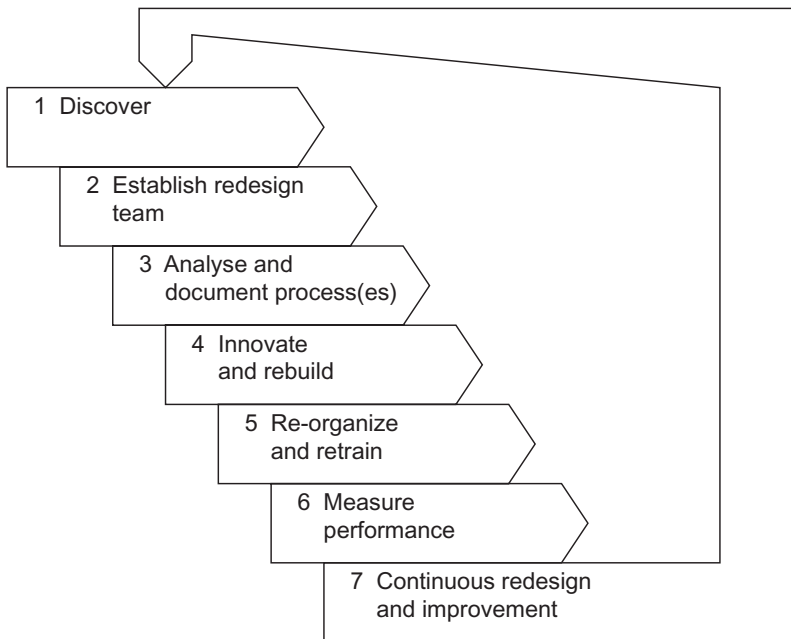 1 Discover
2 Establish redesign
team
3 Analyse and
document process(es)
4 Innovate
and rebuild
5 Re-organize
and retrain
6 Measure
performance
7 Continuous redesign
and improvement